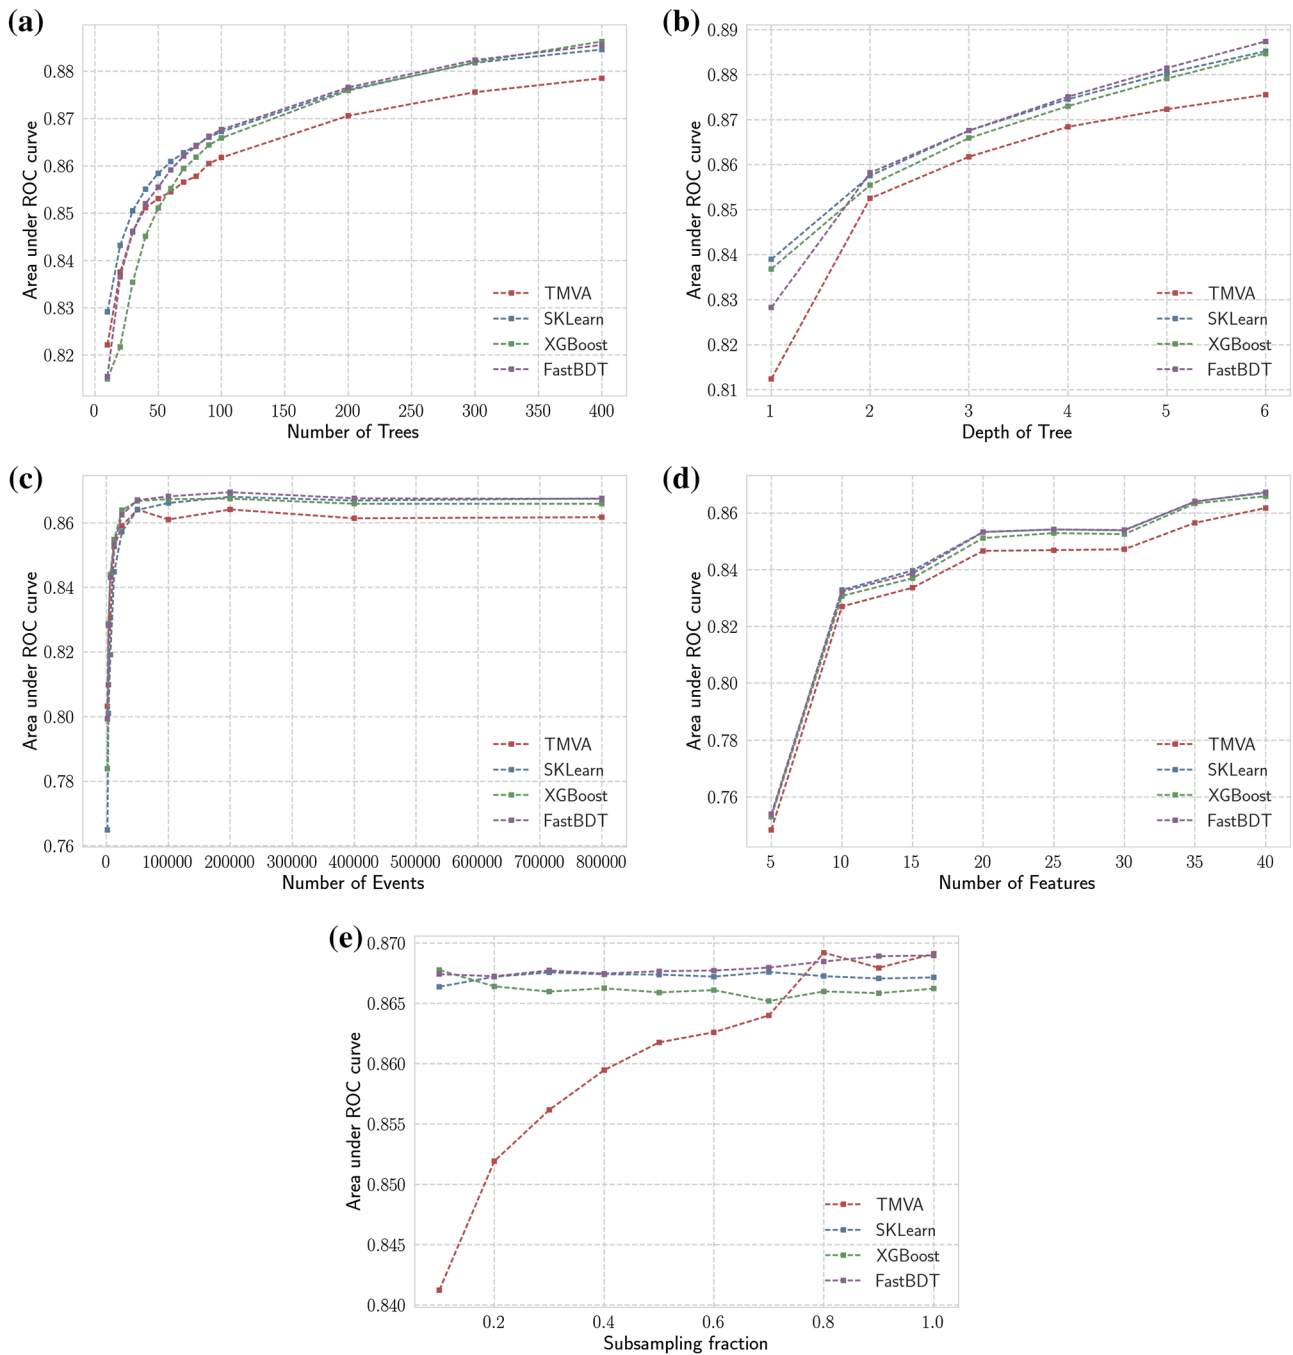 (a)
Area under ROC curve
0.88
0.87
0.86
0.85
0.84
0.83
0.82
0 50 100 150 200 250 300 350 400
Number of Trees
TMVA
SKLearn
XGBoost
FastBDT
(b)
Area under ROC curve
0.89
0.88
0.87
0.86
0.85
0.84
0.83
0.82
0.81
1 2 3 4 5 6
Depth of Tree
TMVA
SKLearn
XGBoost
FastBDT
(c)
Area under ROC curve
0.86
0.84
0.82
0.80
0.78
0.76
0 100000 200000 300000 400000 500000 600000 700000 800000
Number of Events
TMVA
SKLearn
XGBoost
FastBDT
(d)
Area under ROC curve
0.86
0.84
0.82
0.80
0.78
0.76
5 10 15 20 25 30 35 40
Number of Features
TMVA
SKLearn
XGBoost
FastBDT
(e)
Area under ROC curve
0.870
0.865
0.860
0.855
0.850
0.845
0.840
0.2 0.4 0.6 0.8 1.0
Subsampling fraction
TMVA
SKLearn
XGBoost
FastBDT